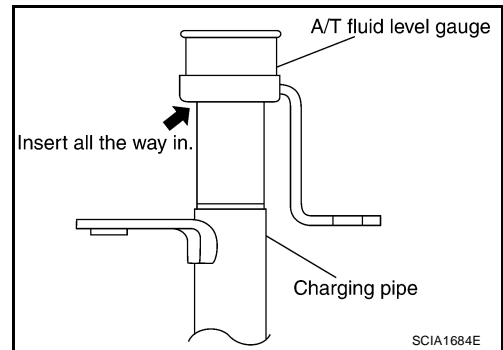 A/T fluid level gauge
Insert all the way in.
Charging pipe
SCIA1684E